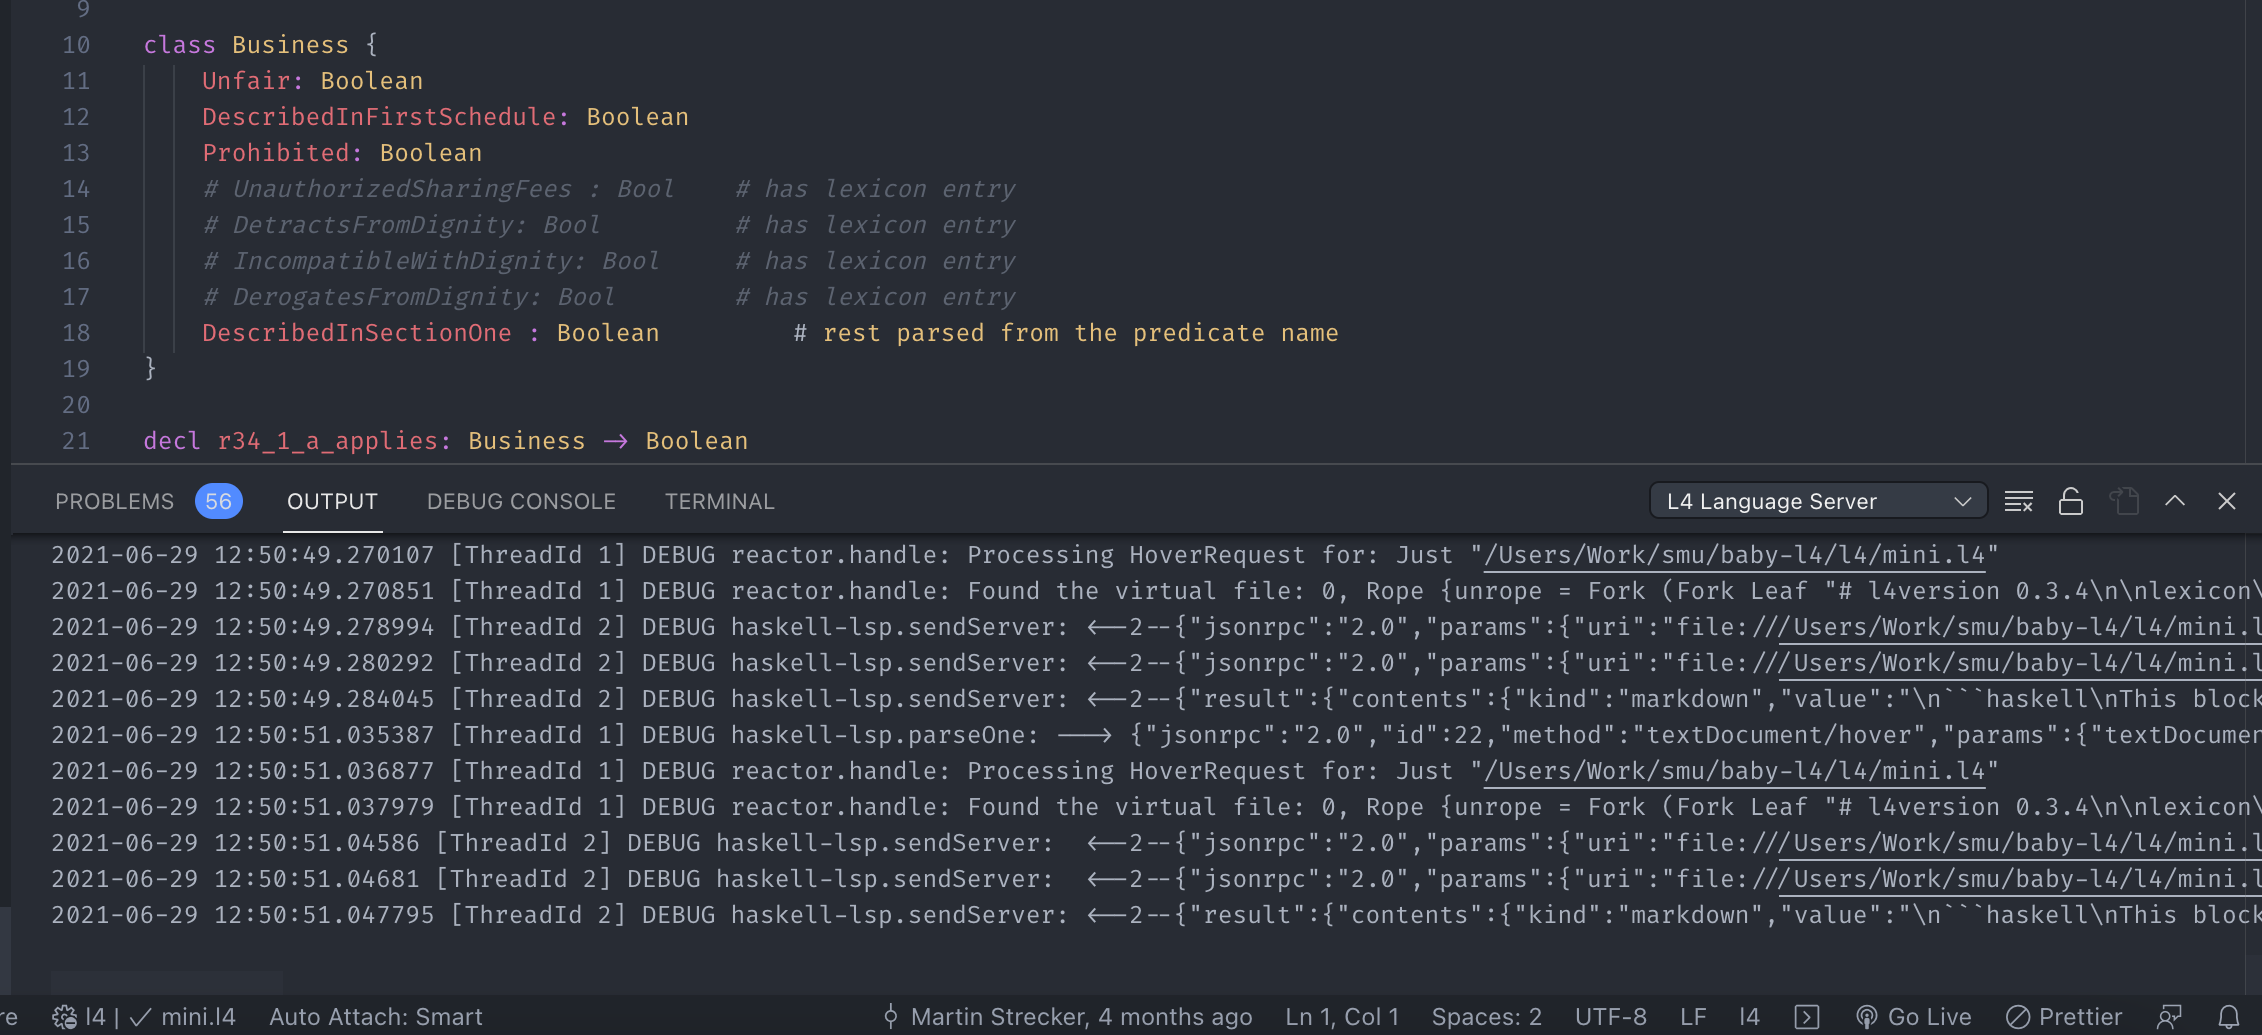 9
10 class Business {
11 Unfair: Boolean
12 DescribedInFirstSchedule: Boolean
13 Prohibited: Boolean
14 # UnauthorizedSharingFees : Bool # has lexicon entry
15 # DetractsFromDignity: Bool # has lexicon entry
16 # IncompatibleWithDignity: Bool # has lexicon entry
17 # DerogatesFromDignity: Bool # has lexicon entry
18 DescribedInSectionOne : Boolean # rest parsed from the predicate name
19 }
20
21 decl r34_1_a_applies: Business -> Boolean
PROBLEMS 56 OUTPUT DEBUG CONSOLE TERMINAL L4 Language Server
2021-06-29 12:50:49.270107 [ThreadId 1] DEBUG reactor.handle: Processing HoverRequest for: Just "/Users/Work/smu/baby-l4/l4/mini.l4"
2021-06-29 12:50:49.270851 [ThreadId 1] DEBUG reactor.handle: Found the virtual file: 0, Rope {unrope = Fork (Fork Leaf "# l4version 0.3.4\n\nlexicon\
2021-06-29 12:50:49.278994 [ThreadId 2] DEBUG haskell-lsp.sendServer: <--2--{"jsonrpc":"2.0","params":{"uri":"file:///Users/Work/smu/baby-l4/l4/mini.l
2021-06-29 12:50:49.280292 [ThreadId 2] DEBUG haskell-lsp.sendServer: <--2--{"jsonrpc":"2.0","params":{"uri":"file:///Users/Work/smu/baby-l4/l4/mini.l
2021-06-29 12:50:49.284045 [ThreadId 2] DEBUG haskell-lsp.sendServer: <--2--{"result":{"contents":{"kind":"markdown","value":"\n```haskell\nThis block
2021-06-29 12:50:51.035387 [ThreadId 1] DEBUG haskell-lsp.parseOne: ---> {"jsonrpc":"2.0","id":22,"method":"textDocument/hover","params":{"textDocumen
2021-06-29 12:50:51.036877 [ThreadId 1] DEBUG reactor.handle: Processing HoverRequest for: Just "/Users/Work/smu/baby-l4/l4/mini.l4"
2021-06-29 12:50:51.037979 [ThreadId 1] DEBUG reactor.handle: Found the virtual file: 0, Rope {unrope = Fork (Fork Leaf "# l4version 0.3.4\n\nlexicon\
2021-06-29 12:50:51.04586 [ThreadId 2] DEBUG haskell-lsp.sendServer: <--2--{"jsonrpc":"2.0","params":{"uri":"file:///Users/Work/smu/baby-l4/l4/mini.l
2021-06-29 12:50:51.04681 [ThreadId 2] DEBUG haskell-lsp.sendServer: <--2--{"jsonrpc":"2.0","params":{"uri":"file:///Users/Work/smu/baby-l4/l4/mini.l
2021-06-29 12:50:51.047795 [ThreadId 2] DEBUG haskell-lsp.sendServer: <--2--{"result":{"contents":{"kind":"markdown","value":"\n```haskell\nThis block
re l4 | ✓ mini.l4 Auto Attach: Smart Martin Strecker, 4 months ago Ln 1, Col 1 Spaces: 2 UTF-8 LF l4 Go Live Prettier